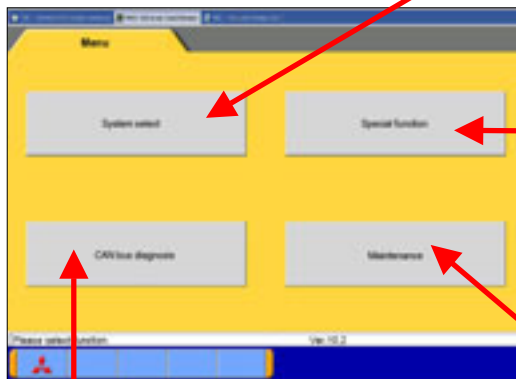 Menu
System select
Special function
CAN bus diagnosis
Maintenance
Please select function
Ver.10.2